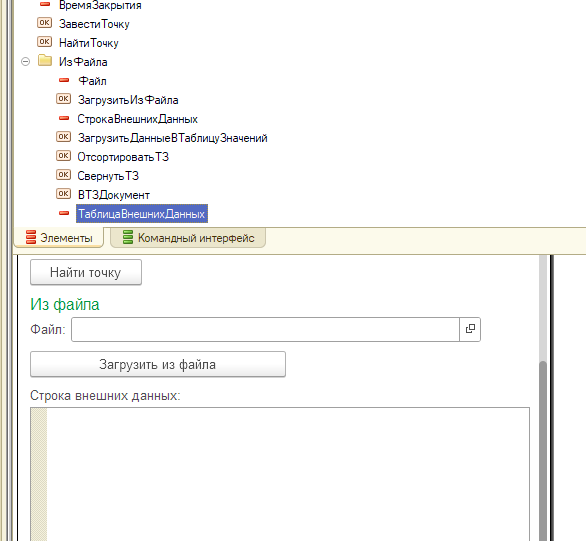 ВремяЗакрытия
OK ЗавестиТочку
OK НайтиТочку
ИзФайла
Файл
OK ЗагрузитьИзФайла
СтрокаВнешнихДанных
OK ЗагрузитьДанныеВТаблицуЗначений
OK ОтсортироватьТЗ
OK СвернутьТЗ
OK ВТЗДокумент
ТаблицаВнешнихДанных
Элементы Командный интерфейс
Найти точку
Из файла
Файл:
Загрузить из файла
Строка внешних данных: